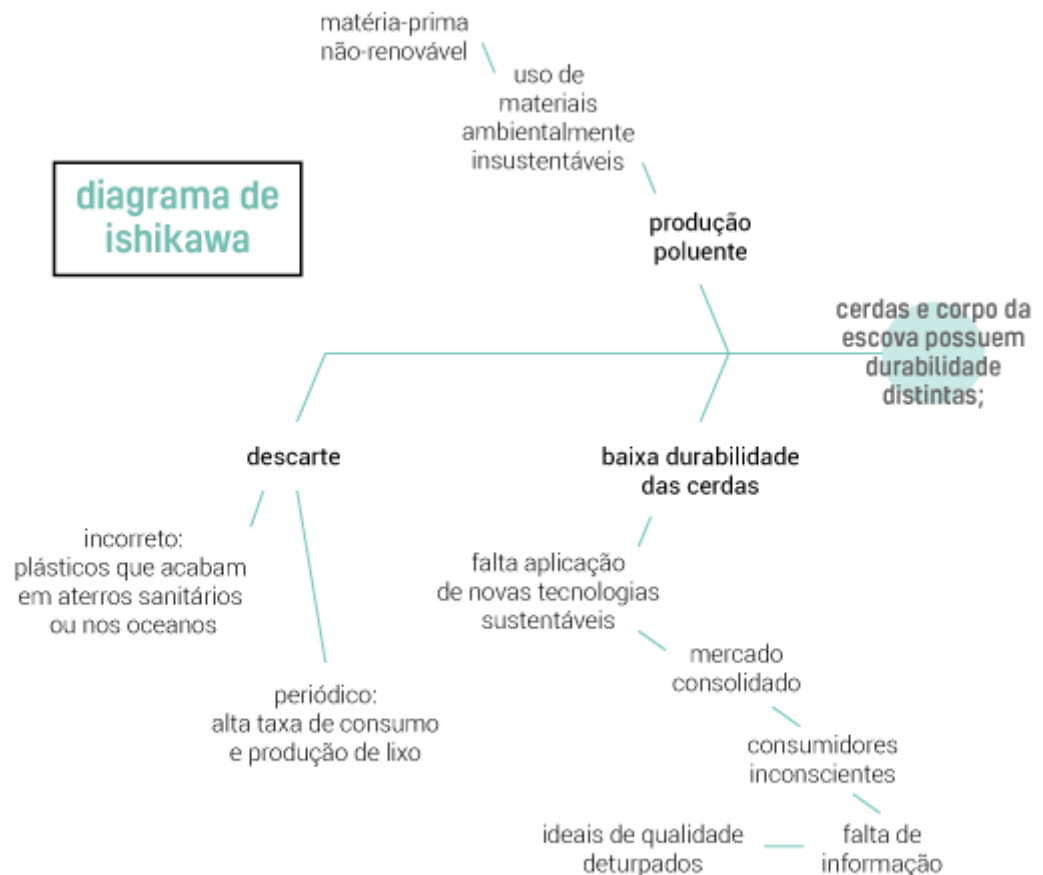 matéria-prima
não-renovável
uso de
materiais
ambientalmente
insustentáveis
diagrama de
ishikawa
produção
poluente
cerdas e corpo da
escova possuem
durabilidade
distintas;
descarte
baixa durabilidade
das cerdas
incorreto:
plásticos que acabam
em aterros sanitários
ou nos oceanos
falta aplicação
de novas tecnologias
sustentáveis
periódico:
alta taxa de consumo
e produção de lixo
mercado
consolidado
consumidores
inconscientes
falta de
informação
ideais de qualidade
deturpados